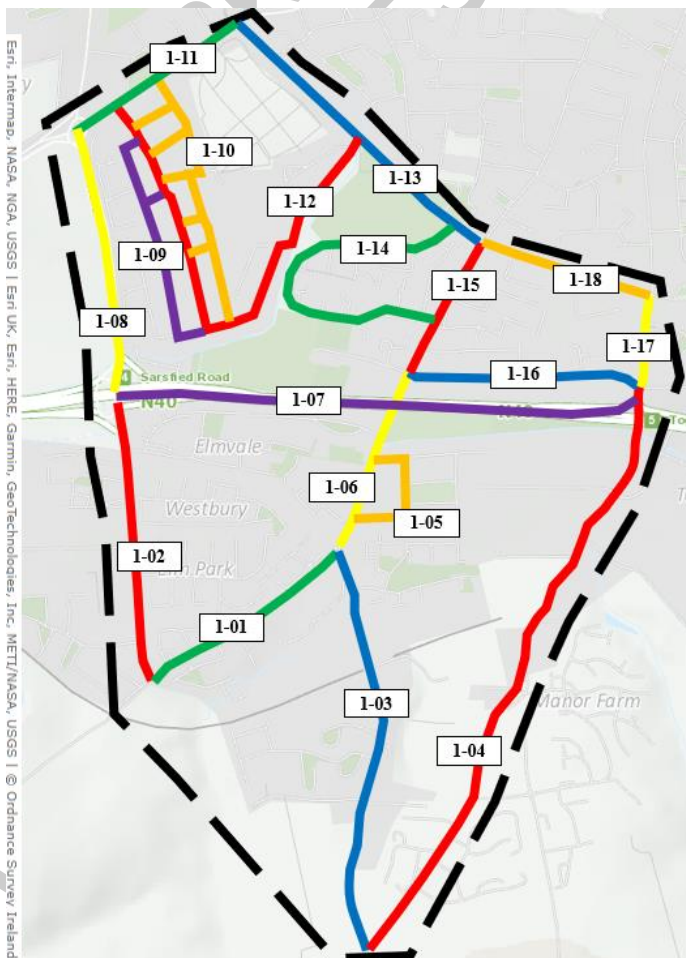 1-11
1-10
1-13
1-12
1-09
1-14
1-15
1-18
1-08
1-17
4 Sarsfield Road
1-16
1-07
N40
5
Elmvale
1-06
Westbury
1-05
1-02
Park
1-01
1-03
Manor Farm
1-04
Esri, Intermap, NASA, NGA, USGS | Esri UK, Esri, HERE, Garmin, GeoTechnologies, Inc, METI/NASA, USGS | © Ordnance Survey Ireland